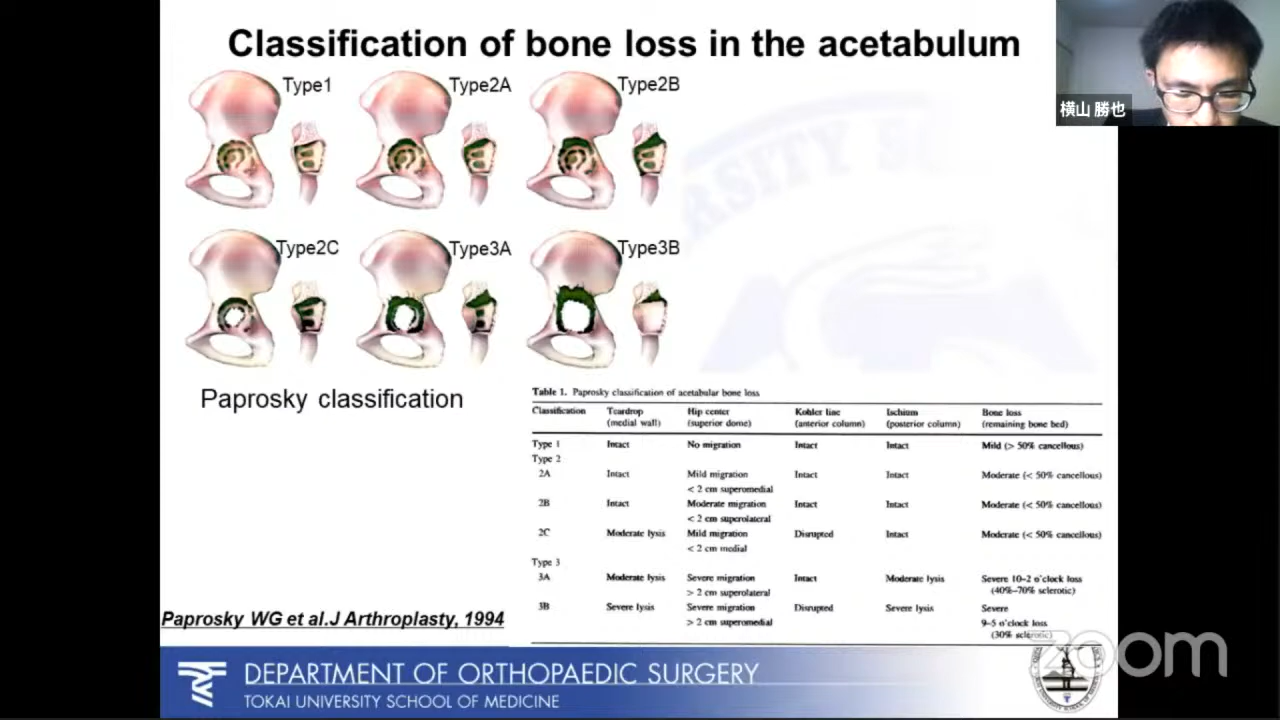 Classification of bone loss in the acetabulum
Type1
Type2A
Type2B
横山 勝也
Type2C
Type3A
Type3B
Paprosky classification
Table 1. Paprosky classification of acetabular bone loss
Classification Teardrop (medial wall) Hip center (superior dome) Kohler line (anterior column) Ischium (posterior column) Bone loss (remaining bone bed)
Type 1 Intact No migration Intact Intact Mild (> 50% cancellous)
Type 2
2A Intact Mild migration Intact Intact Moderate (< 50% cancellous)
< 2 cm superomedial
2B Intact Moderate migration Intact Intact Moderate (< 50% cancellous)
< 2 cm superolateral
2C Moderate lysis Mild migration Disrupted Intact Moderate (< 50% cancellous)
< 2 cm medial
Type 3
3A Moderate lysis Severe migration Intact Moderate lysis Severe 10–2 o'clock loss
> 2 cm superolateral (40%–70% sclerotic)
3B Severe lysis Severe migration Disrupted Severe lysis Severe
> 2 cm superomedial 9–5 o'clock loss
(30% sclerotic)
Paprosky WG et al.J Arthroplasty, 1994
DEPARTMENT OF ORTHOPAEDIC SURGERY
TOKAI UNIVERSITY SCHOOL OF MEDICINE
zoom